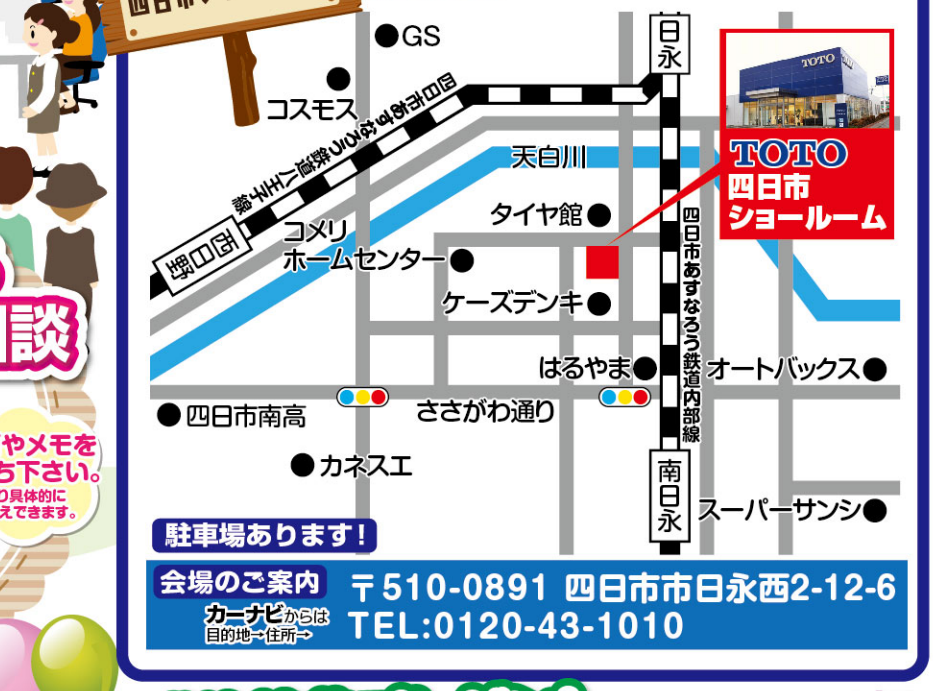 四日市
GS
日永
コスモス
四日市あすなろう鉄道八王子線
TOTO
天白川
TOTO
四日市
ショールーム
タイヤ館
西日野
コメリ
ホームセンター
四日市あすなろう鉄道内部線
ケーズデンキ
談
はるやま
オートバックス
四日市南高
ささがわ通り
やメモを
ち下さい。
り具体的に
えできます。
カネスエ
南日永
スーパーサンシ
駐車場あります!
会場のご案内
〒510-0891 四日市市日永西2-12-6
カーナビからは
目的地→住所→
TEL:0120-43-1010